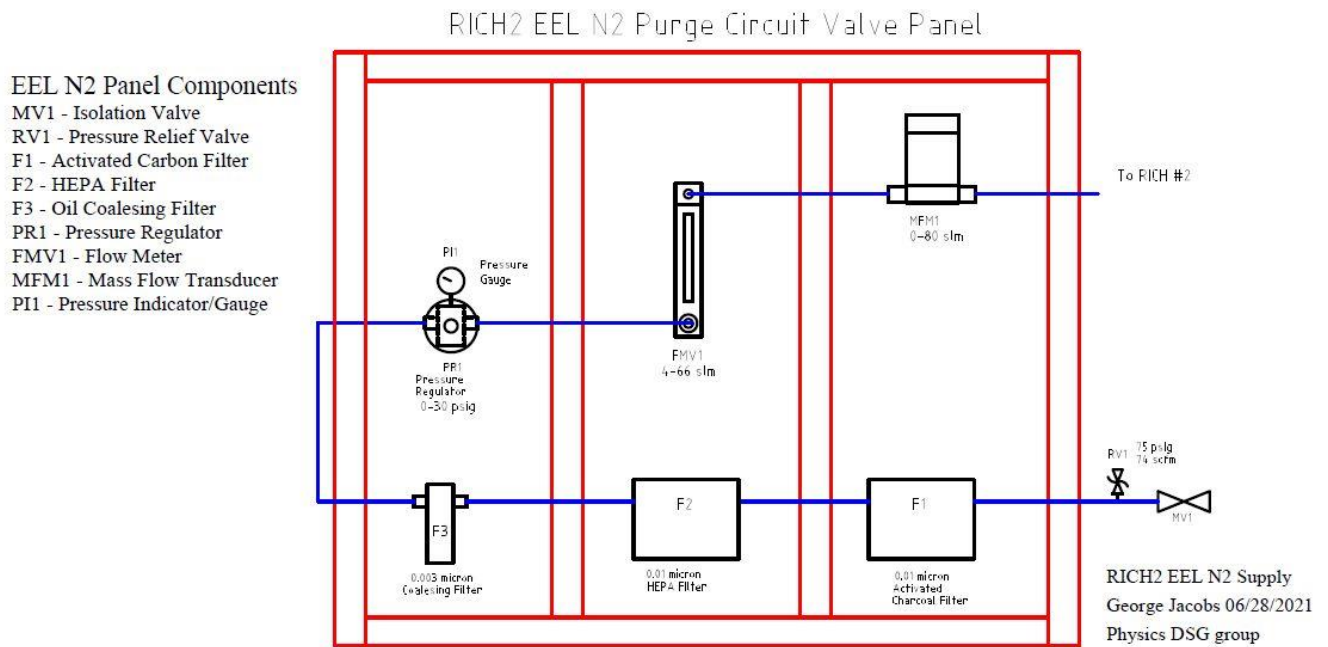 RICH2 EEL N2 Purge Circuit Valve Panel
EEL N2 Panel Components
MV1 - Isolation Valve
RV1 - Pressure Relief Valve
F1 - Activated Carbon Filter
F2 - HEPA Filter
F3 - Oil Coalesing Filter
PR1 - Pressure Regulator
FMV1 - Flow Meter
MFM1 - Mass Flow Transducer
PI1 - Pressure Indicator/Gauge
To RICH #2
MFM1
0-80 slm
PI1
Pressure
Gauge
PR1
Pressure
Regulator
0-30 psig
FMV1
4-66 slm
RV1
75 psig
74 scfm
MV1
F3
F2
F1
0.003 micron
Coalesing Filter
0.01 micron
HEPA Filter
0.01 micron
Activated
Charcoal Filter
RICH2 EEL N2 Supply
George Jacobs 06/28/2021
Physics DSG group